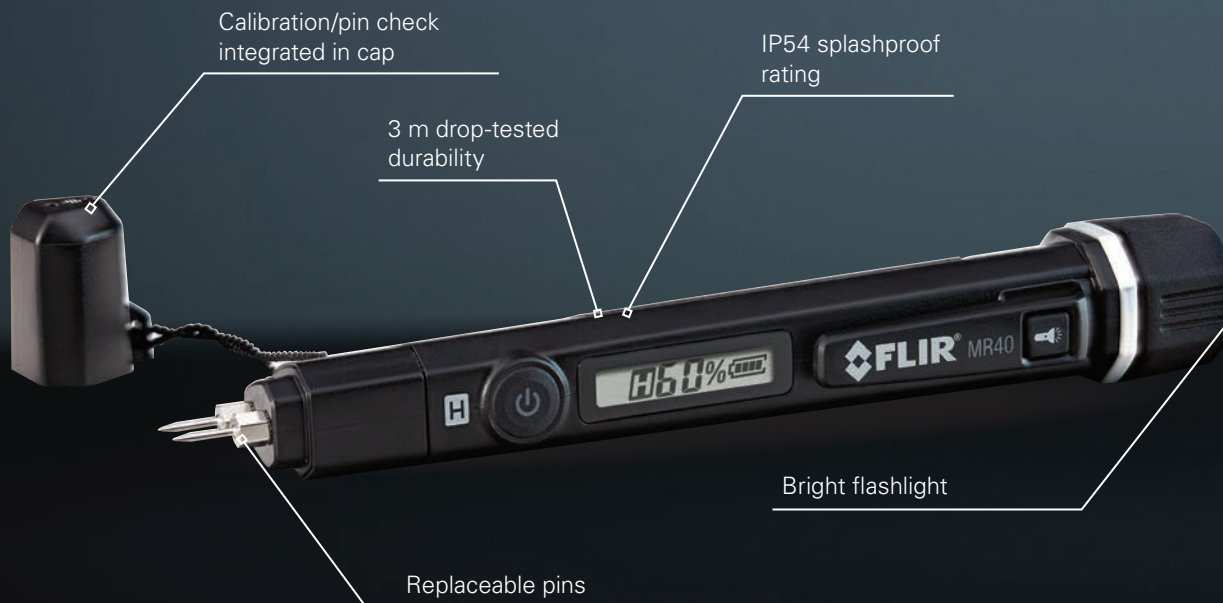 Calibration/pin check
integrated in cap
IP54 splashproof
rating
3 m drop-tested
durability
H
H60%
FLIR® MR40
Bright flashlight
Replaceable pins